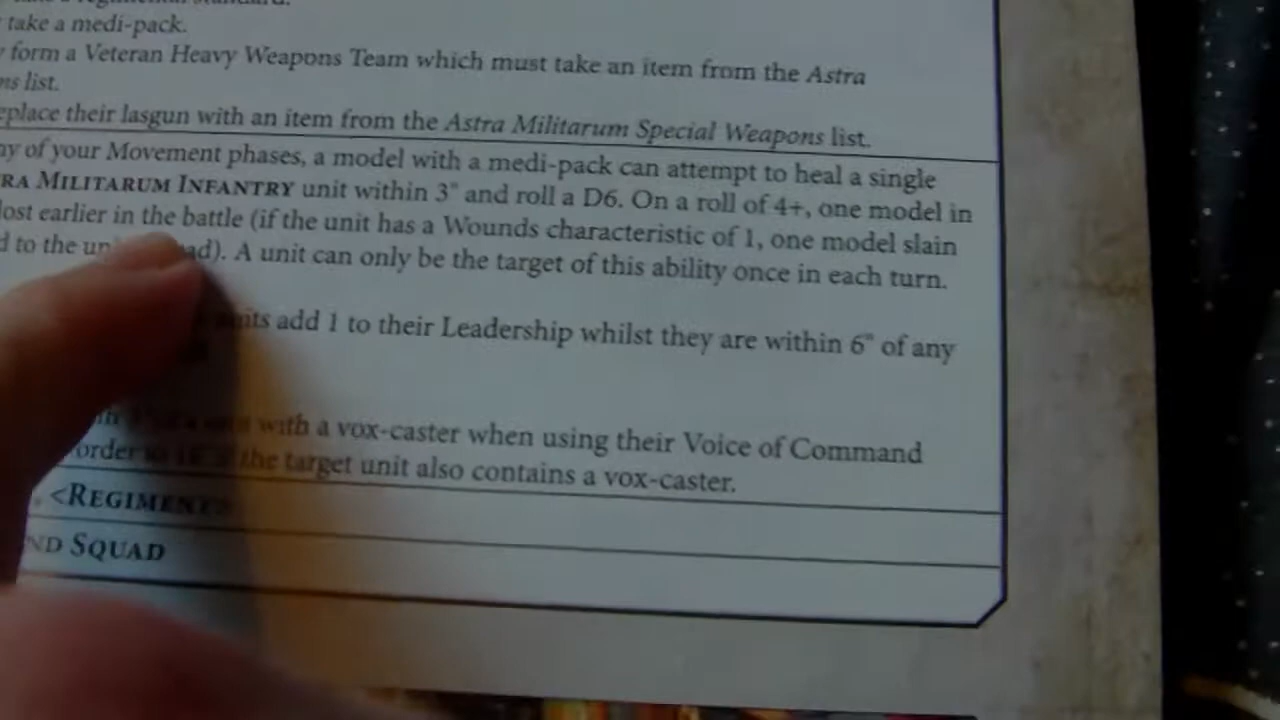 take a regimental standard.
take a medi-pack.
form a Veteran Heavy Weapons Team which must take an item from the Astra
ns list.
eplace their lasgun with an item from the Astra Militarum Special Weapons list.
ny of your Movement phases, a model with a medi-pack can attempt to heal a single
RA MILITARUM INFANTRY unit within 3" and roll a D6. On a roll of 4+, one model in
lost earlier in the battle (if the unit has a Wounds characteristic of 1, one model slain
d to the un ad). A unit can only be the target of this ability once in each turn.
nits add 1 to their Leadership whilst they are within 6" of any
with a vox-caster when using their Voice of Command
order the target unit also contains a vox-caster.
<REGIMENT>
ND SQUAD